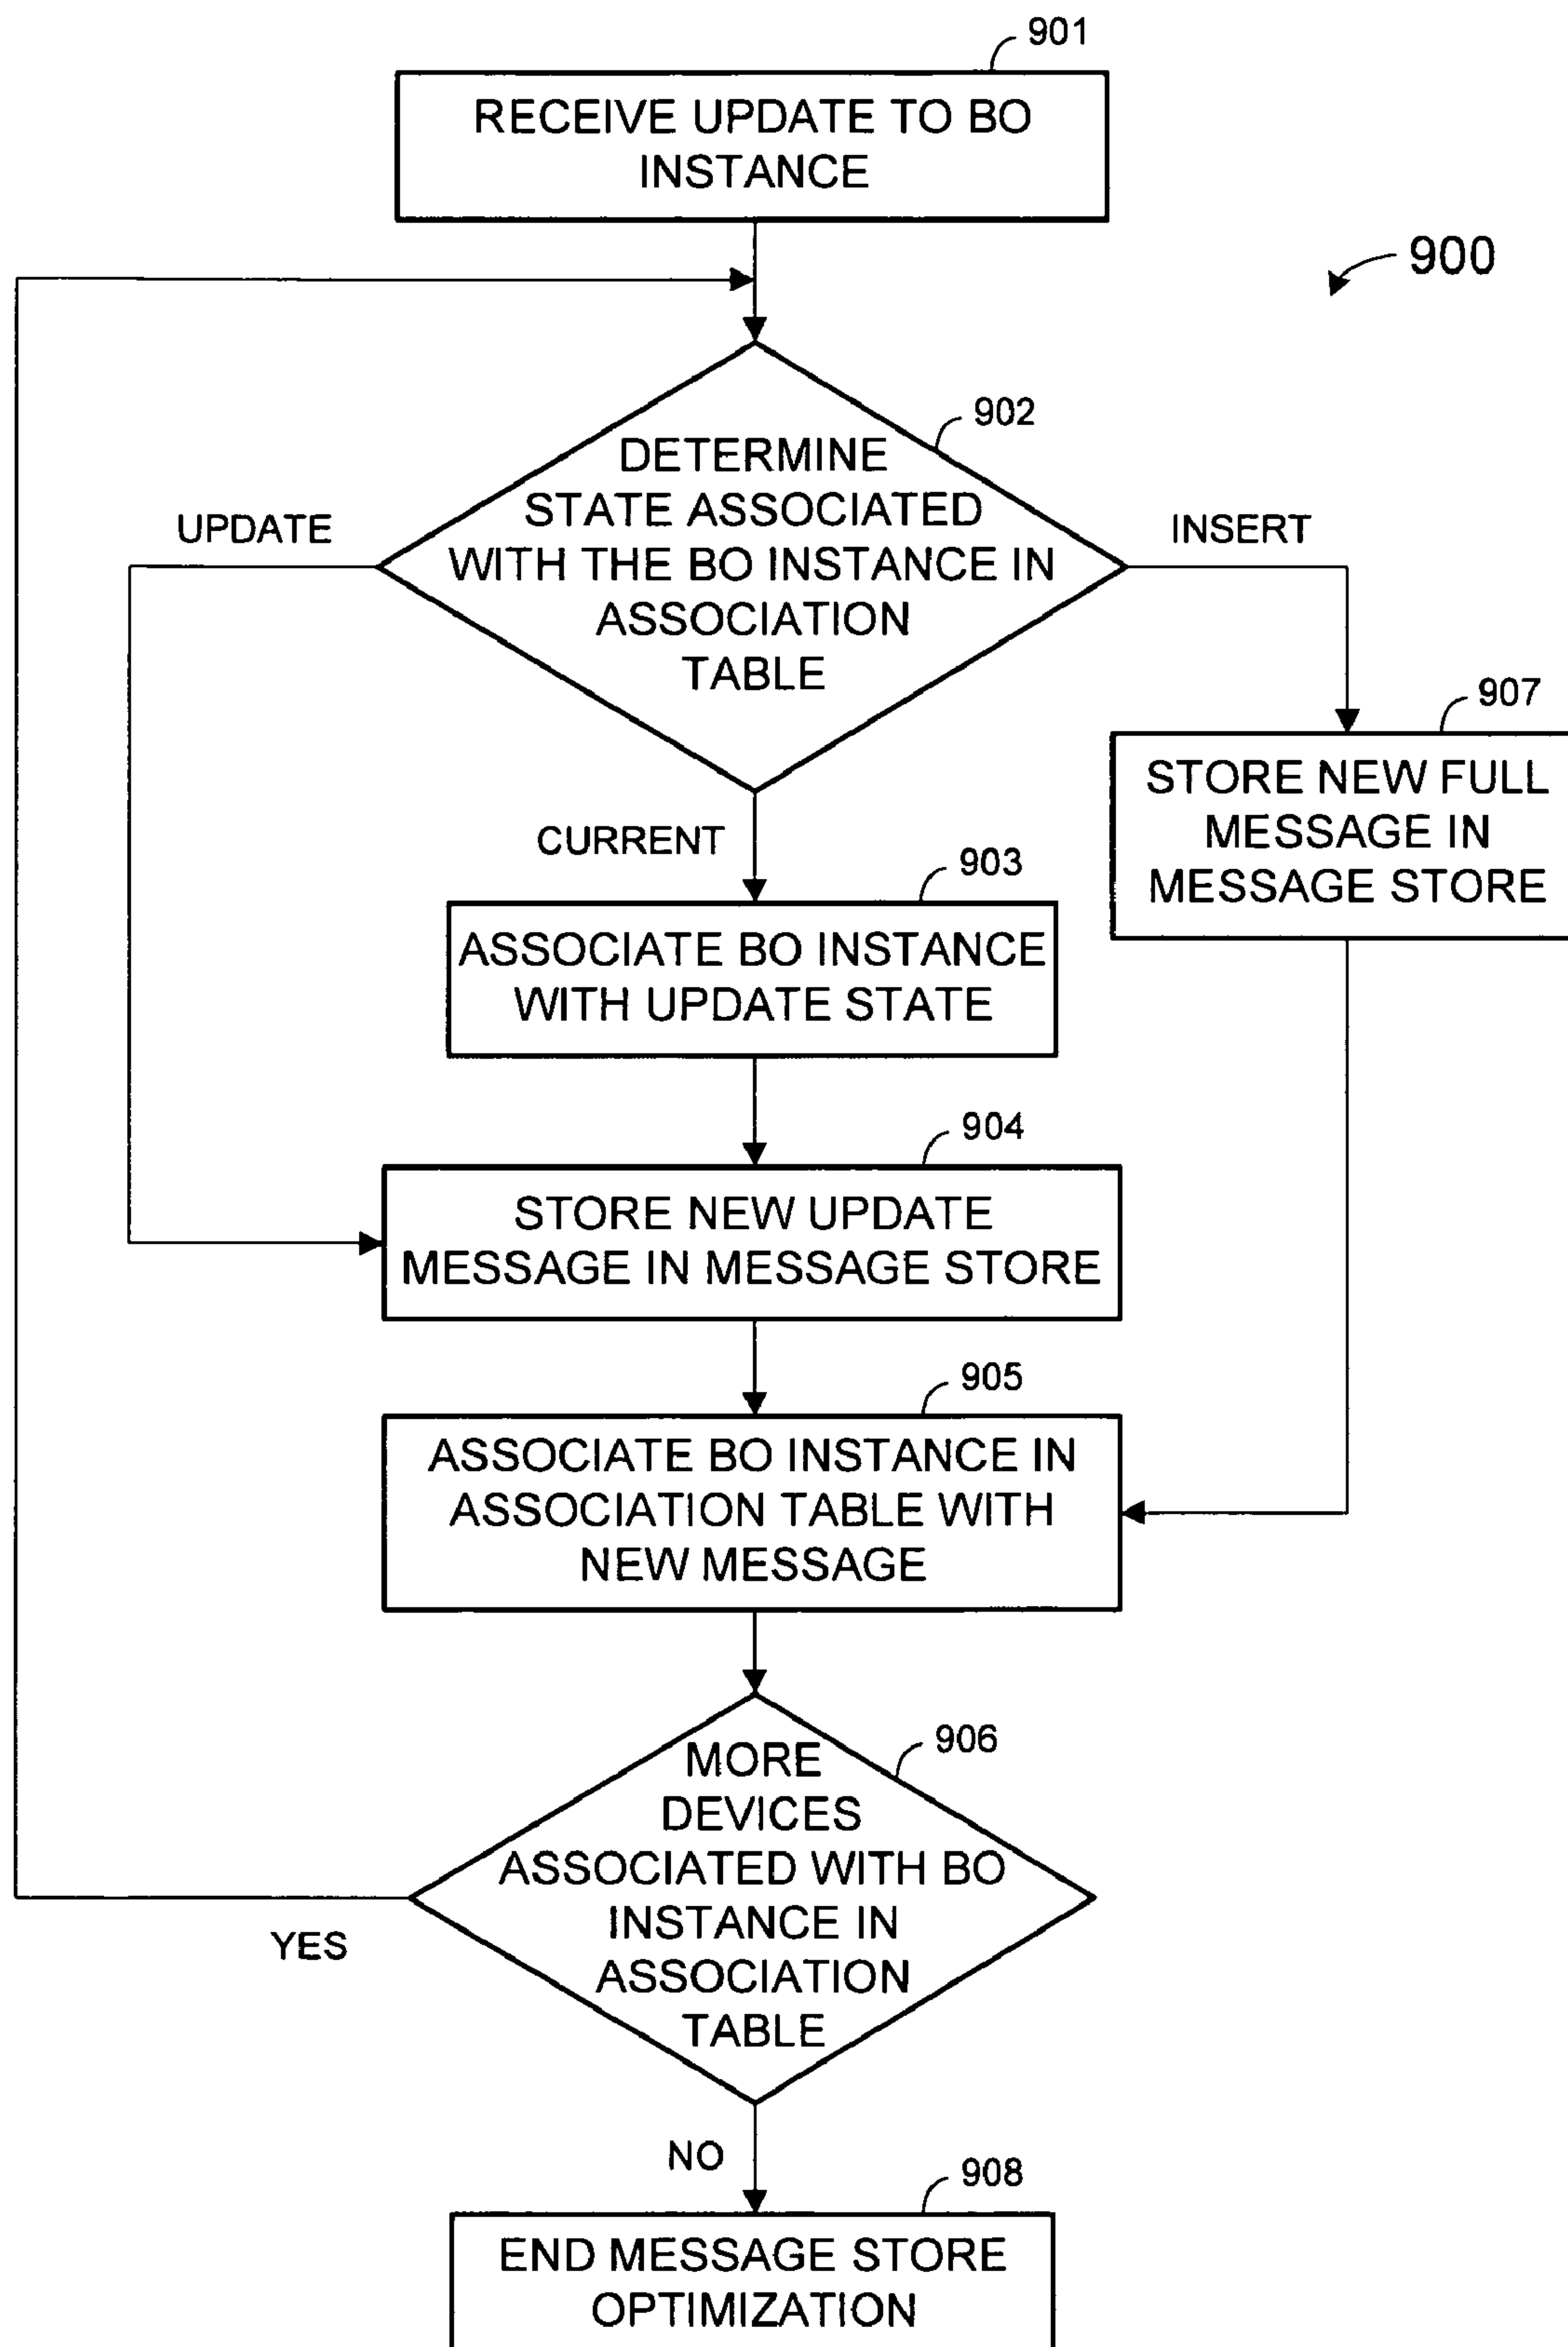 901
RECEIVE UPDATE TO BO
INSTANCE
900
902
DETERMINE
STATE ASSOCIATED
WITH THE BO INSTANCE IN
ASSOCIATION
TABLE
UPDATE
INSERT
CURRENT
907
STORE NEW FULL
MESSAGE IN
MESSAGE STORE
903
ASSOCIATE BO INSTANCE
WITH UPDATE STATE
904
STORE NEW UPDATE
MESSAGE IN MESSAGE STORE
905
ASSOCIATE BO INSTANCE IN
ASSOCIATION TABLE WITH
NEW MESSAGE
906
MORE
DEVICES
ASSOCIATED WITH BO
INSTANCE IN
ASSOCIATION
TABLE
YES
NO
908
END MESSAGE STORE
OPTIMIZATION